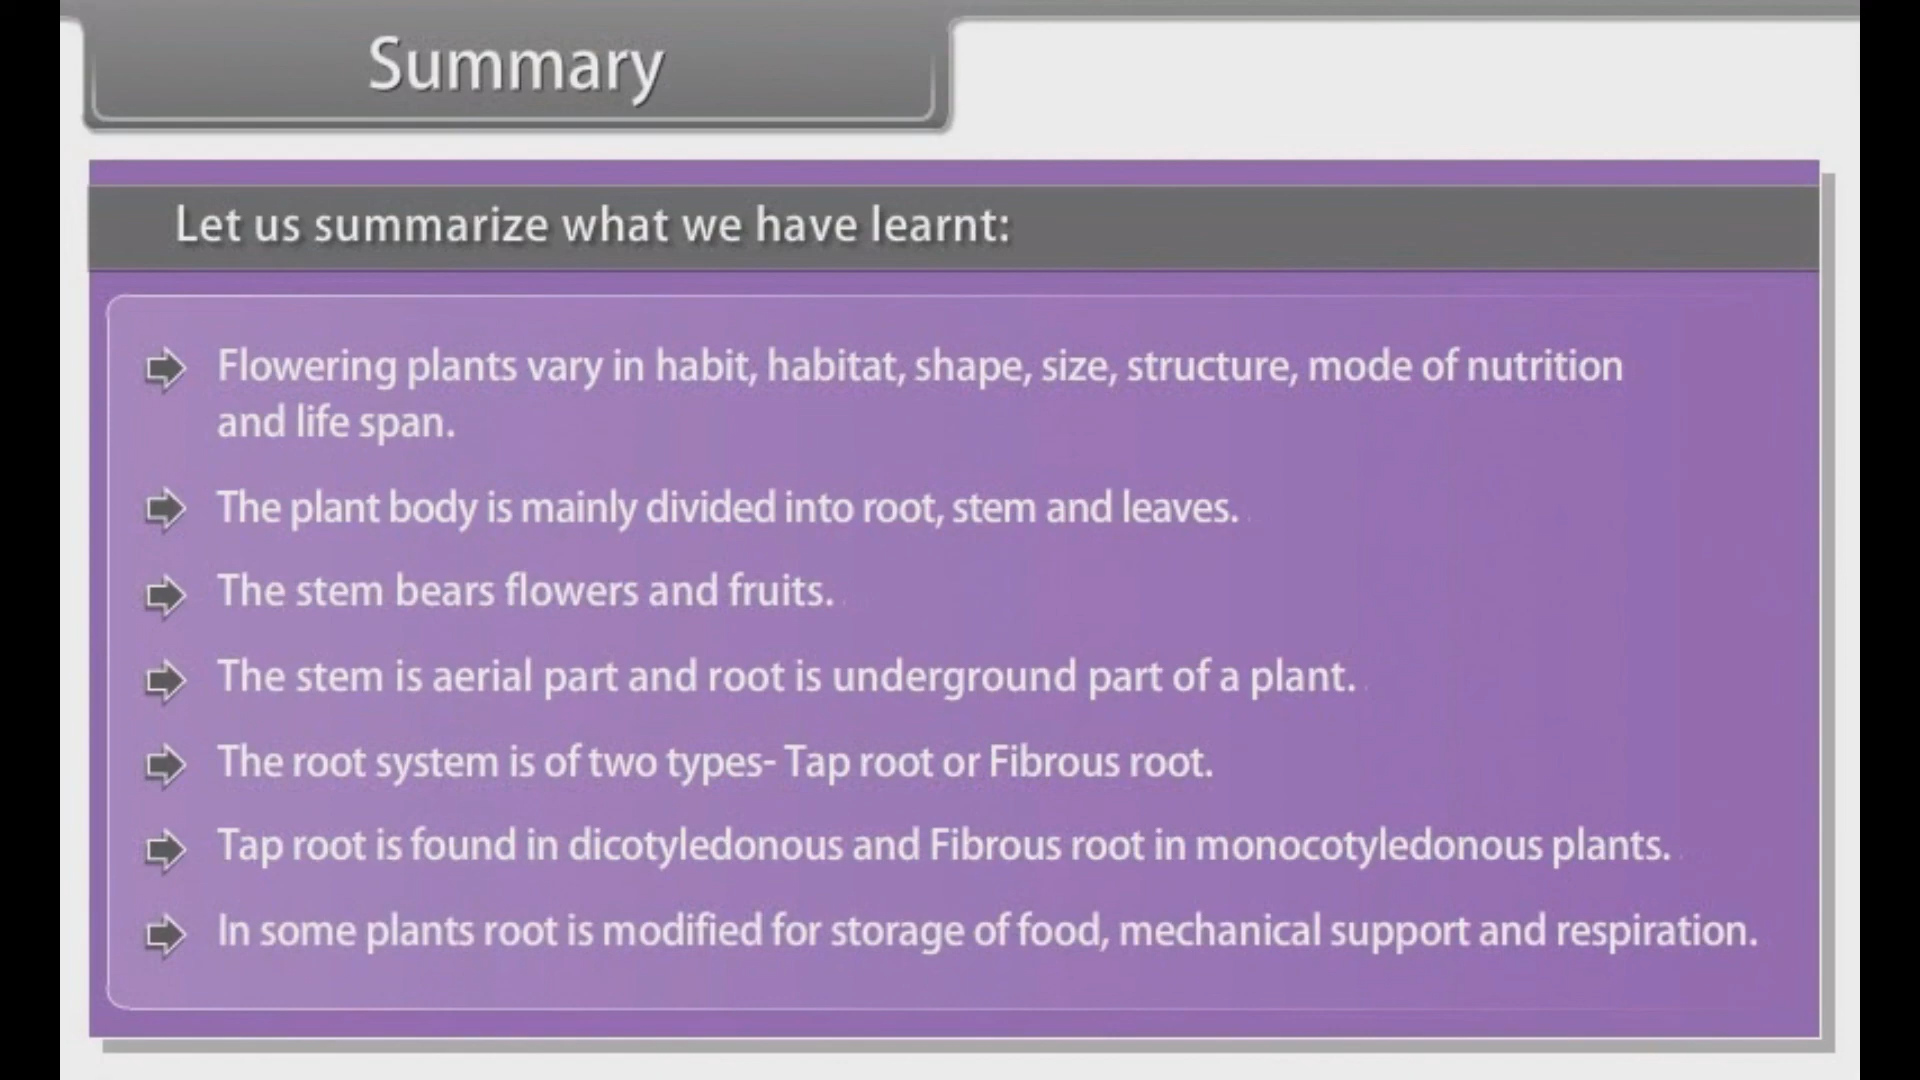 Summary
Let us summarize what we have learnt:
Flowering plants vary in habit, habitat, shape, size, structure, mode of nutrition
and life span.
The plant body is mainly divided into root, stem and leaves.
The stem bears flowers and fruits.
The stem is aerial part and root is underground part of a plant.
The root system is of two types- Tap root or Fibrous root.
Tap root is found in dicotyledonous and Fibrous root in monocotyledonous plants.
In some plants root is modified for storage of food, mechanical support and respiration.